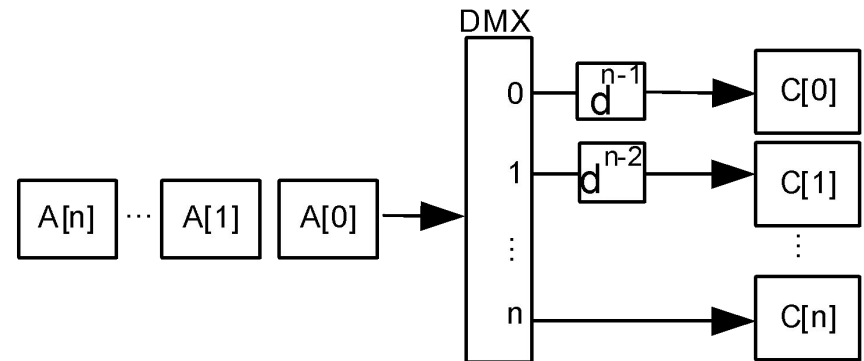 DMX
0
d n-1
C[0]
1
d n-2
C[1]
A[n] ... A[1] A[0]
⋮
⋮
n
C[n]